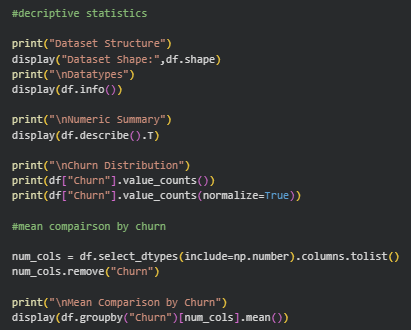 #decriptive statistics
print("Dataset Structure")
display("Dataset Shape:",df.shape)
print("\nDatatypes")
display(df.info())
print("\nNumeric Summary")
display(df.describe().T)
print("\nChurn Distribution")
print(df["Churn"].value_counts())
print(df["Churn"].value_counts(normalize=True))
#mean compairson by churn
num_cols = df.select_dtypes(include=np.number).columns.tolist()
num_cols.remove("Churn")
print("\nMean Comparison by Churn")
display(df.groupby("Churn")[num_cols].mean())